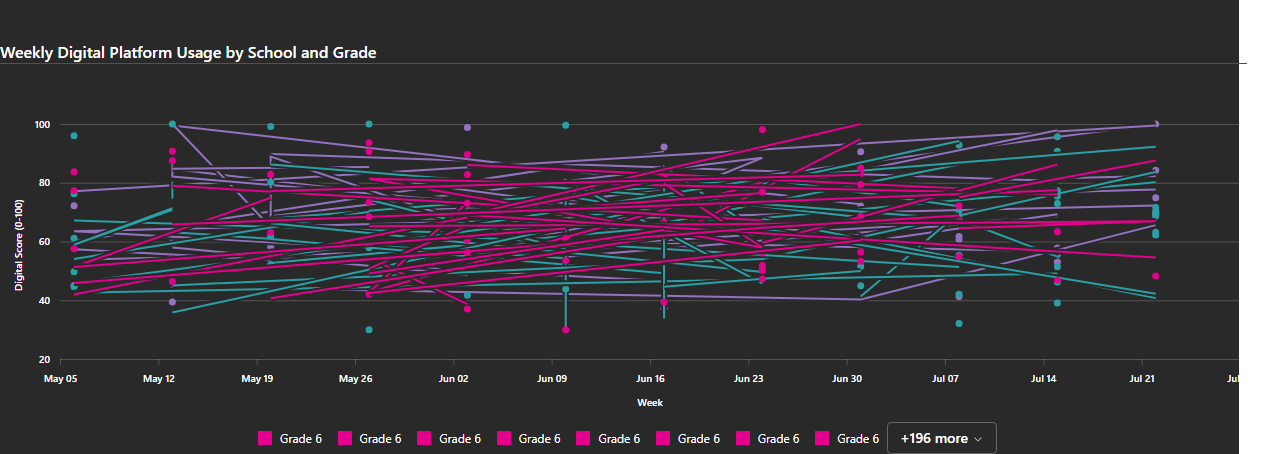 Weekly Digital Platform Usage by School and Grade
Digital Score (0-100)
100
80
60
40
20
May 05 May 12 May 19 May 26 Jun 02 Jun 09 Jun 16 Jun 23 Jun 30 Jul 07 Jul 14 Jul 21 Jul
Week
Grade 6 Grade 6 Grade 6 Grade 6 Grade 6 Grade 6 Grade 6 Grade 6 +196 more